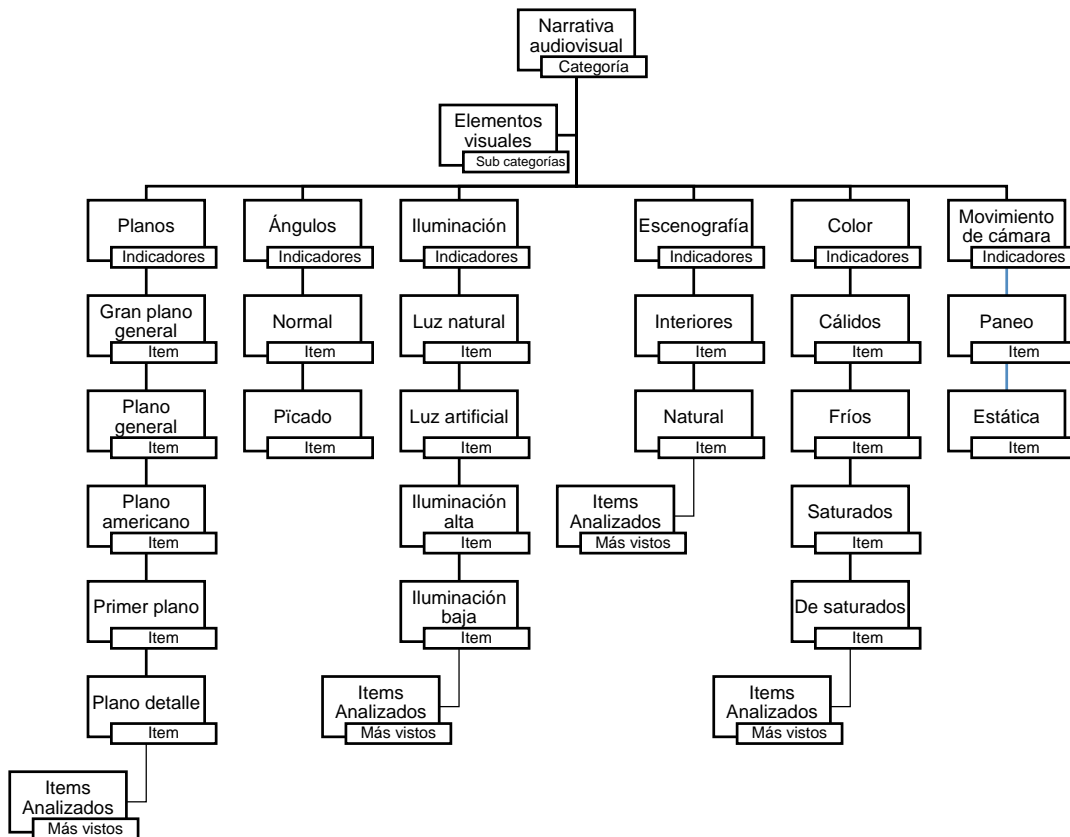 Narrativa
audiovisual
Categoría
Elementos
visuales
Sub categorías
Planos
Indicadores
Gran plano
general
Item
Plano
general
Item
Plano
americano
Item
Primer plano
Item
Plano detalle
Item
Items
Analizados
Más vistos
Ángulos
Indicadores
Normal
Item
Pïcado
Item
Iluminación
Indicadores
Luz natural
Item
Luz artificial
Item
Iluminación
alta
Item
Iluminación
baja
Item
Items
Analizados
Más vistos
Escenografía
Indicadores
Interiores
Item
Natural
Item
Items
Analizados
Más vistos
Color
Indicadores
Cálidos
Item
Fríos
Item
Saturados
Item
De saturados
Item
Items
Analizados
Más vistos
Movimiento
de cámara
Indicadores
Paneo
Item
Estática
Item